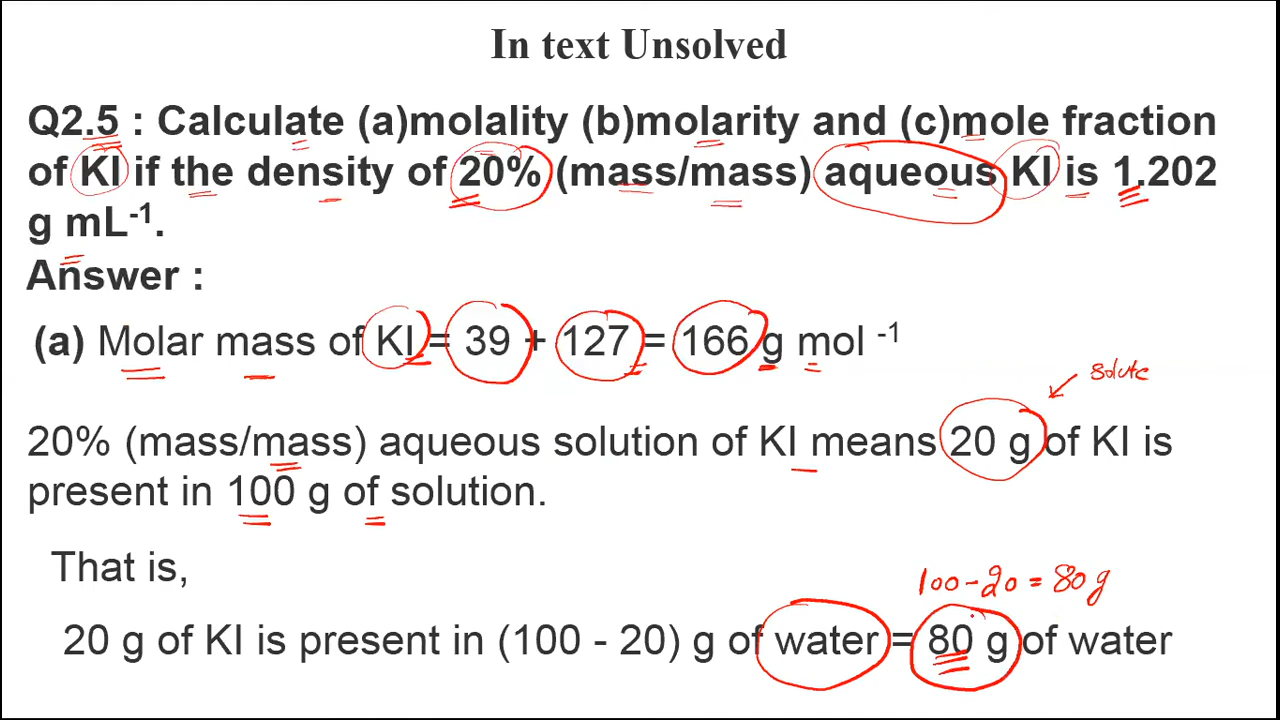 In text Unsolved
Q2.5 : Calculate (a)molality (b)molarity and (c)mole fraction
of KI if the density of 20% (mass/mass) aqueous KI is 1.202
g mL-1.
Answer :
(a) Molar mass of KI = 39 + 127 = 166 g mol -1
solute
20% (mass/mass) aqueous solution of KI means 20 g of KI is
present in 100 g of solution.
That is,
100-20 = 80 g
20 g of KI is present in (100 - 20) g of water = 80 g of water